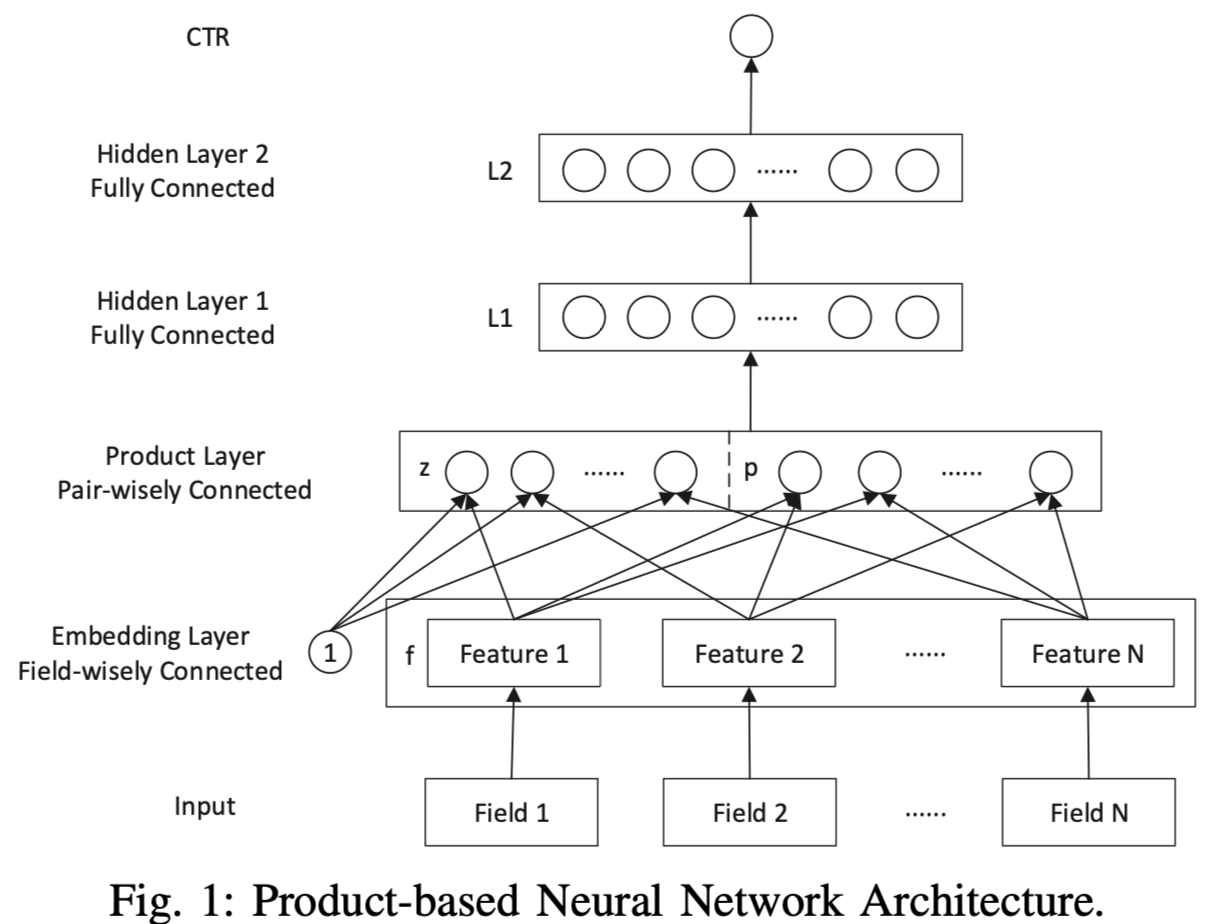 CTR
Hidden Layer 2
Fully Connected
L2
......
Hidden Layer 1
Fully Connected
L1
......
Product Layer
Pair-wisely Connected
z
......
p
......
Embedding Layer
Field-wisely Connected
1
f
Feature 1
Feature 2
......
Feature N
Input
Field 1
Field 2
......
Field N
Fig. 1: Product-based Neural Network Architecture.